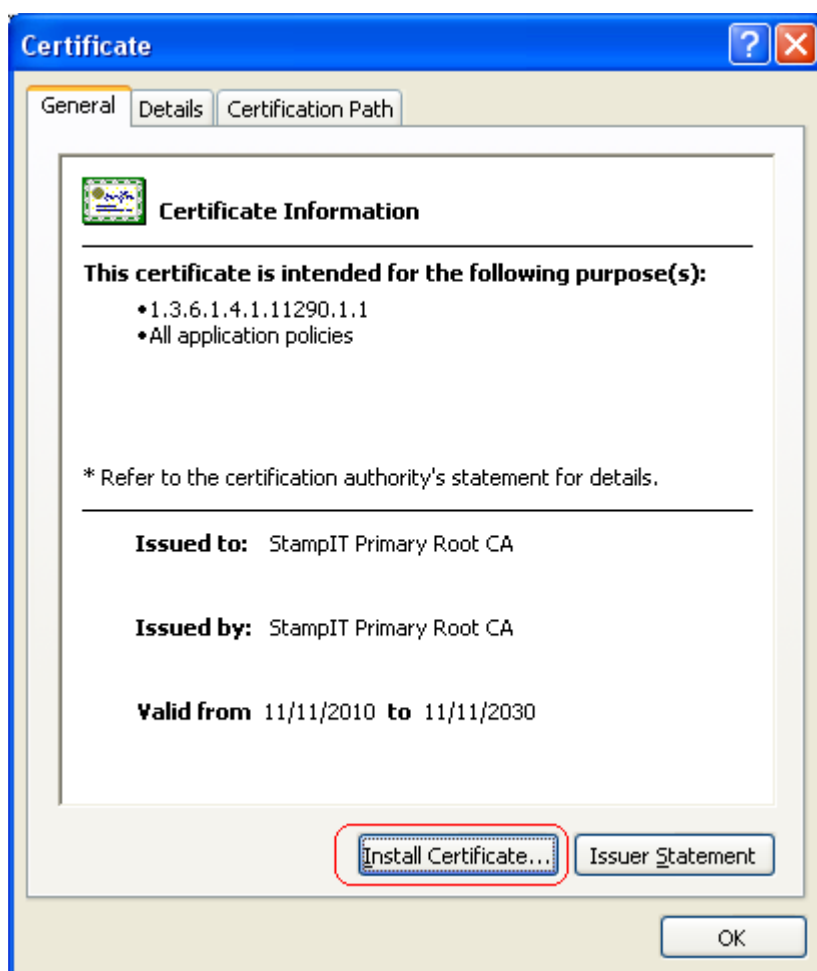 Certificate
General Details Certification Path
Certificate Information
This certificate is intended for the following purpose(s):
•1.3.6.1.4.1.11290.1.1
•All application policies
* Refer to the certification authority's statement for details.
Issued to: StampIT Primary Root CA
Issued by: StampIT Primary Root CA
Valid from 11/11/2010 to 11/11/2030
Install Certificate... Issuer Statement
OK